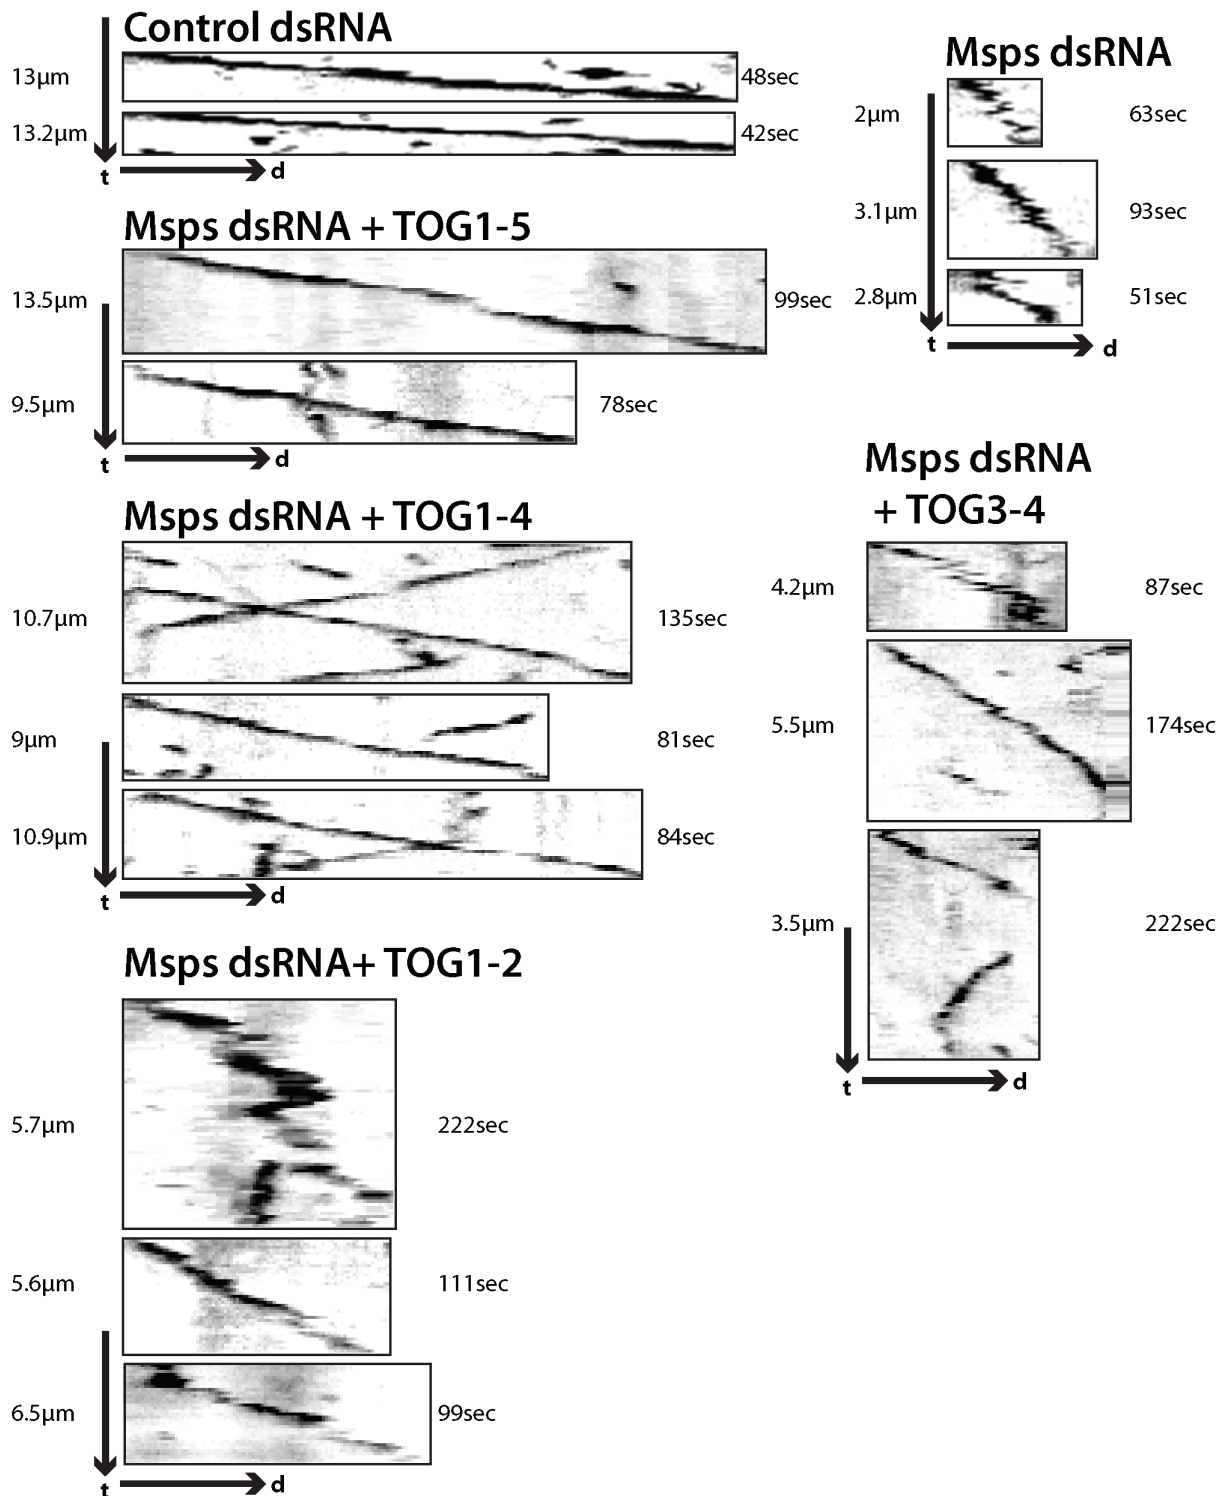 Control dsRNA
13µm
48sec
13.2µm
42sec
t
d
Msps dsRNA
2µm
63sec
3.1µm
93sec
2.8µm
51sec
t
d
Msps dsRNA + TOG1-5
13.5µm
99sec
9.5µm
78sec
t
d
Msps dsRNA + TOG1-4
10.7µm
135sec
9µm
81sec
10.9µm
84sec
t
d
Msps dsRNA
+ TOG3-4
4.2µm
87sec
5.5µm
174sec
3.5µm
222sec
t
d
Msps dsRNA+ TOG1-2
5.7µm
222sec
5.6µm
111sec
6.5µm
99sec
t
d